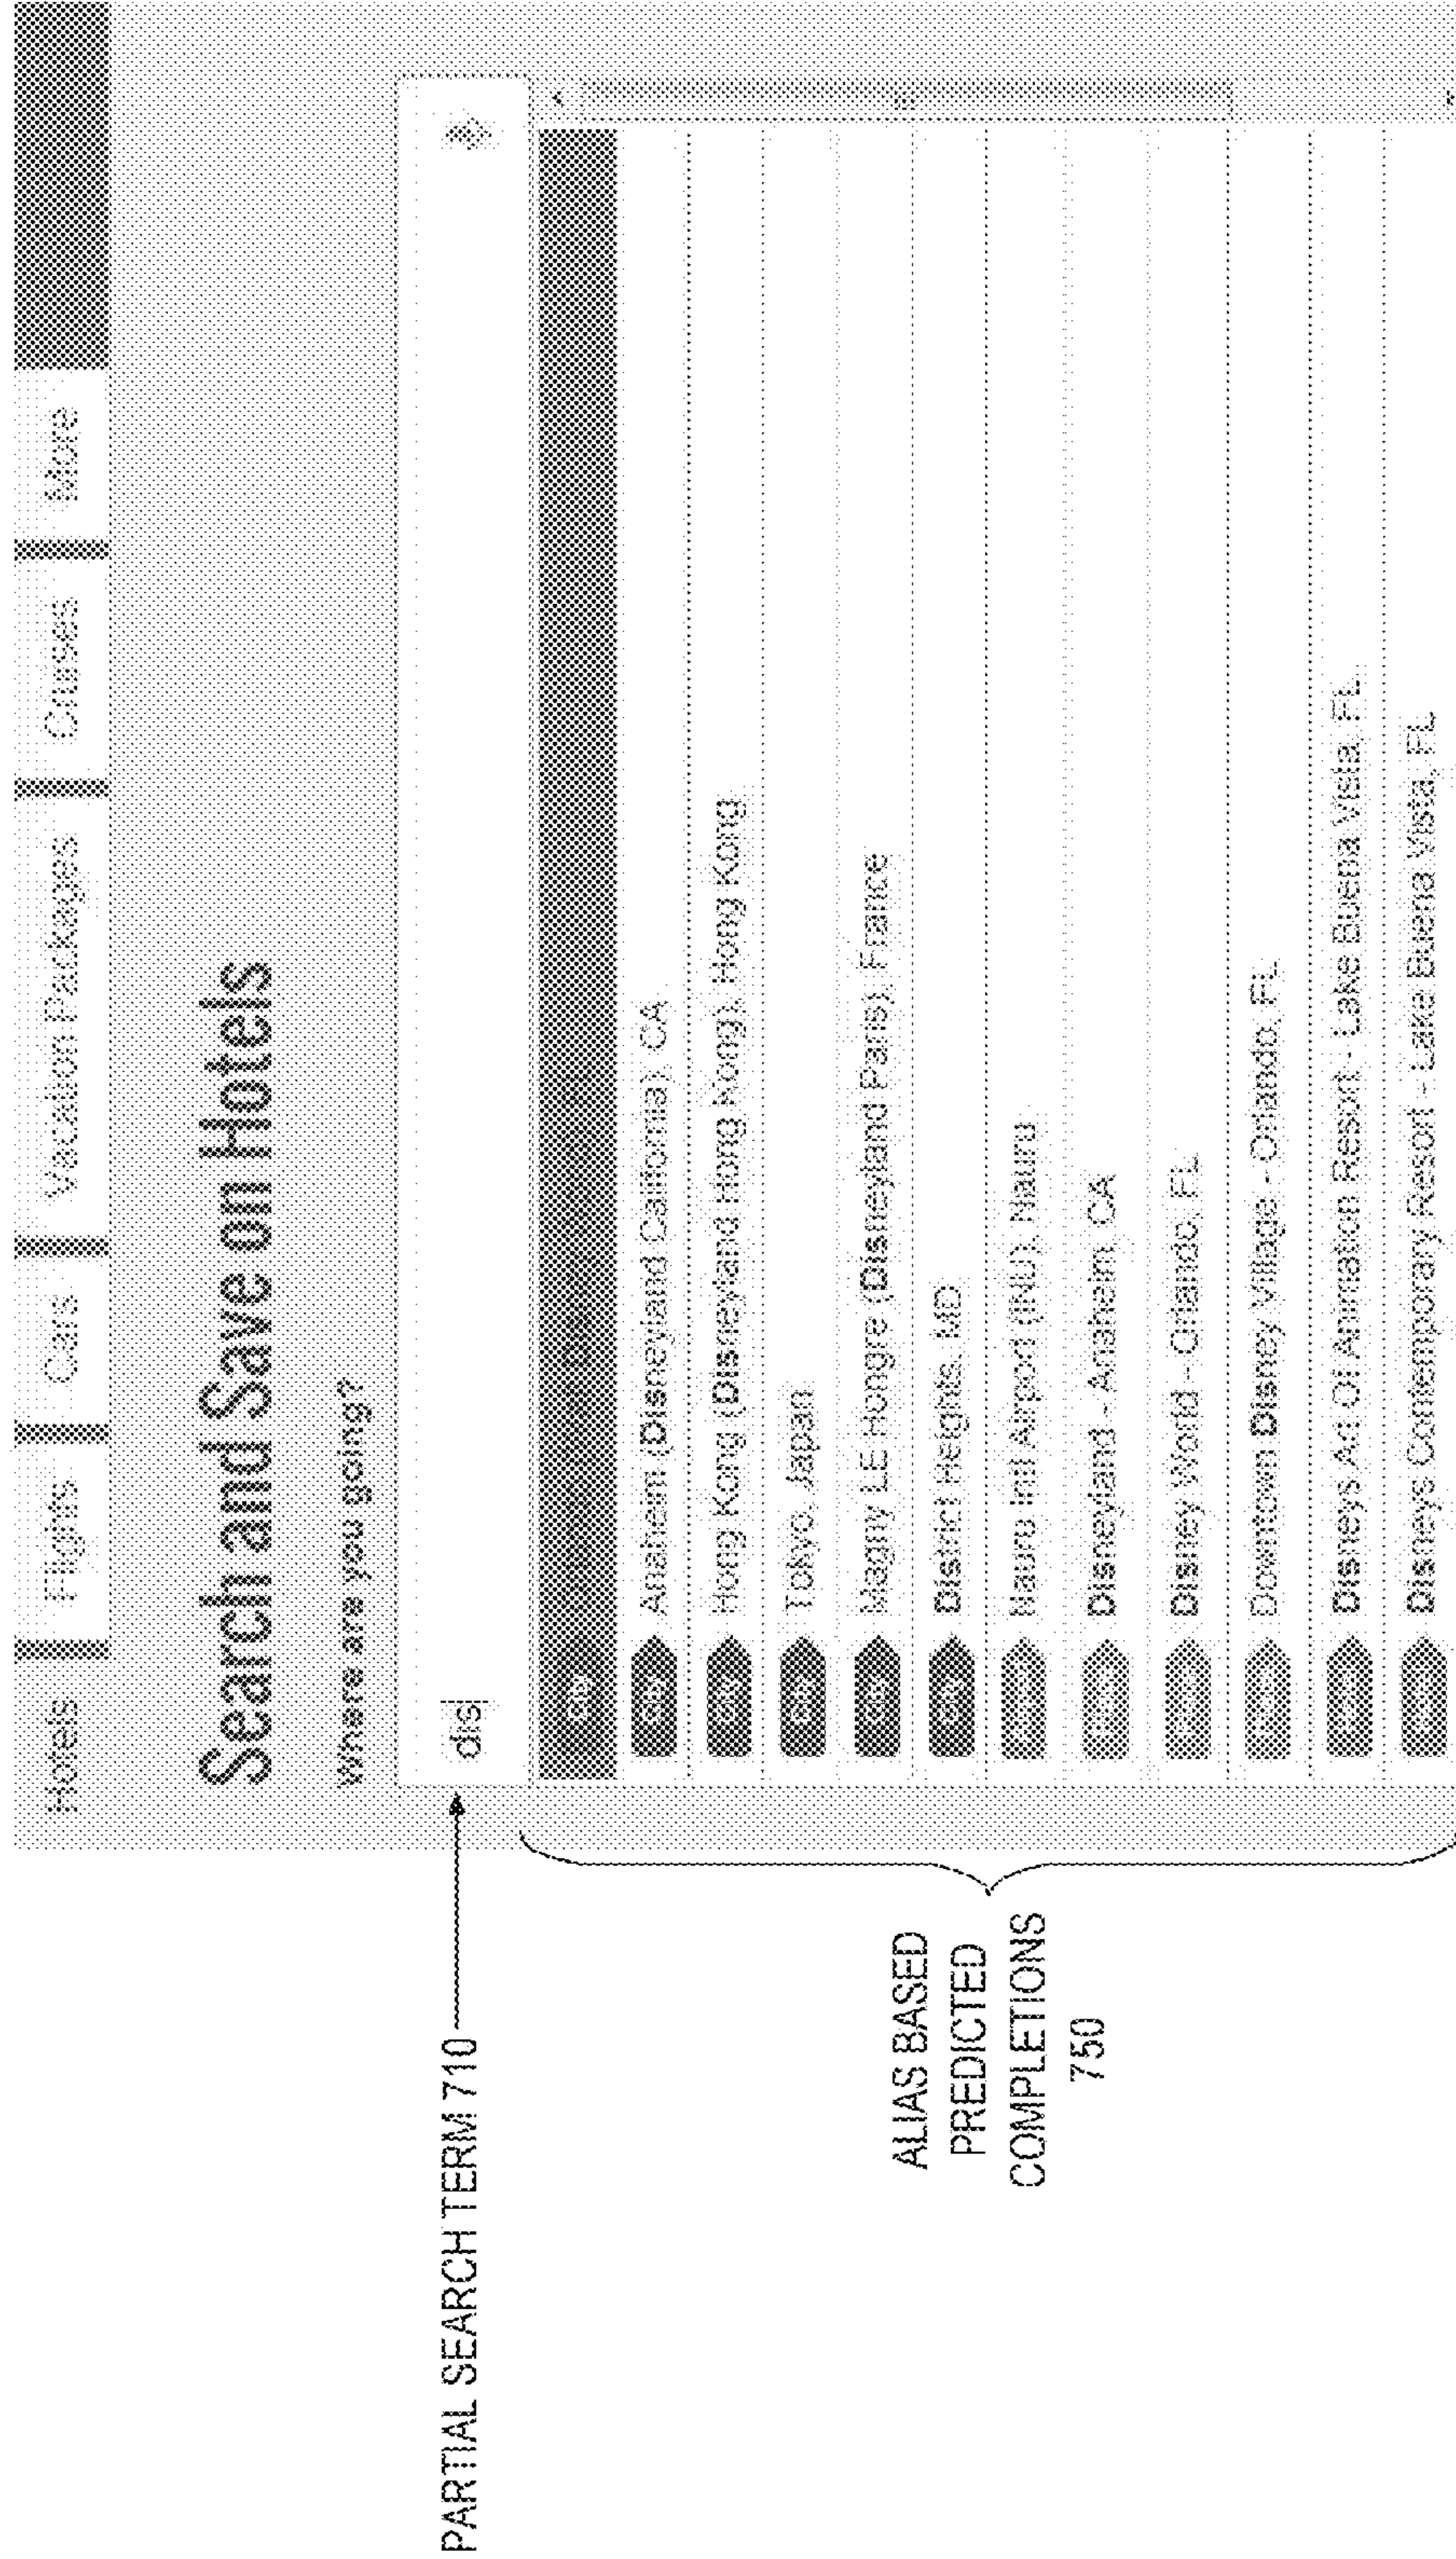 Hotels Flights Cars Vacation Packages Cruises More
Search and Save on Hotels
Where are you going?
PARTIAL SEARCH TERM 710
dis
Anaheim (Disneyland California), CA
Hong Kong (Disneyland Hong Kong), Hong Kong
Tokyo, Japan
Magny LE Hongre (Disneyland Paris), France
District Heights, MD
Nauru Intl Airport (INU), Nauru
Disneyland - Anaheim, CA
Disney World - Orlando, FL
Downtown Disney Village - Orlando, FL
Disneys Art Of Animation Resort - Lake Buena Vista, FL
Disneys Contemporary Resort - Lake Buena Vista, FL
ALIAS BASED
PREDICTED
COMPLETIONS
750